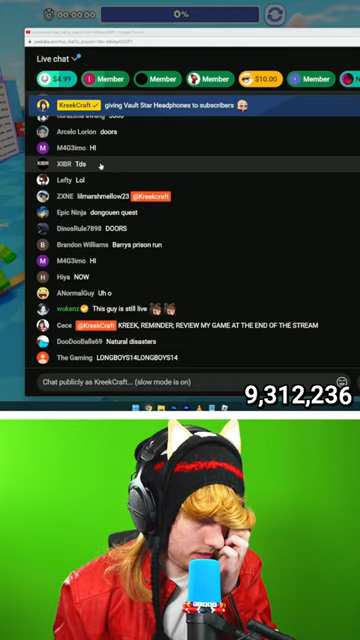 00:00.00
0%
Live chat
$4.99
Member
Member
$10.00
Member
KreekCraft giving Vault Star Headphones to subscribers
Arcelo Lorion doors
M M4G3imo HI
XIBR XIBR Tds
Lefty Lol
ZXNE lilmarshmellow23 @Kreekcraft
Epic Ninja dongouen quest
DinosRule7898 DOORS
B Brandon Williams Barrys prison run
M M4G3imo HI
H Hiya NOW
ANormalGuy Uh o
wokenz This guy is still live
Cece @KreekCraft KREEK, REMINDER; REVIEW MY GAME AT THE END OF THE STREAM
DooDooBalls69 Natural disasters
The Gaming LONGBOYS14LONGBOYS14
Chat publicly as KreekCraft... (slow mode is on)
9,312,236